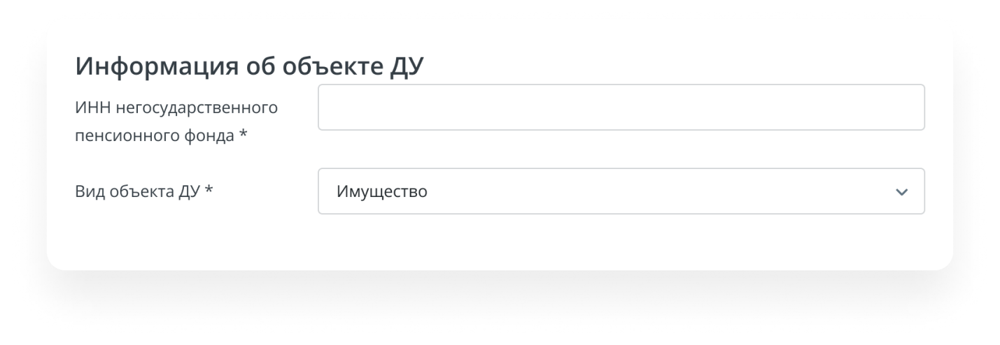 Информация об объекте ДУ
ИНН негосударственного
пенсионного фонда *
Вид объекта ДУ *
Имущество